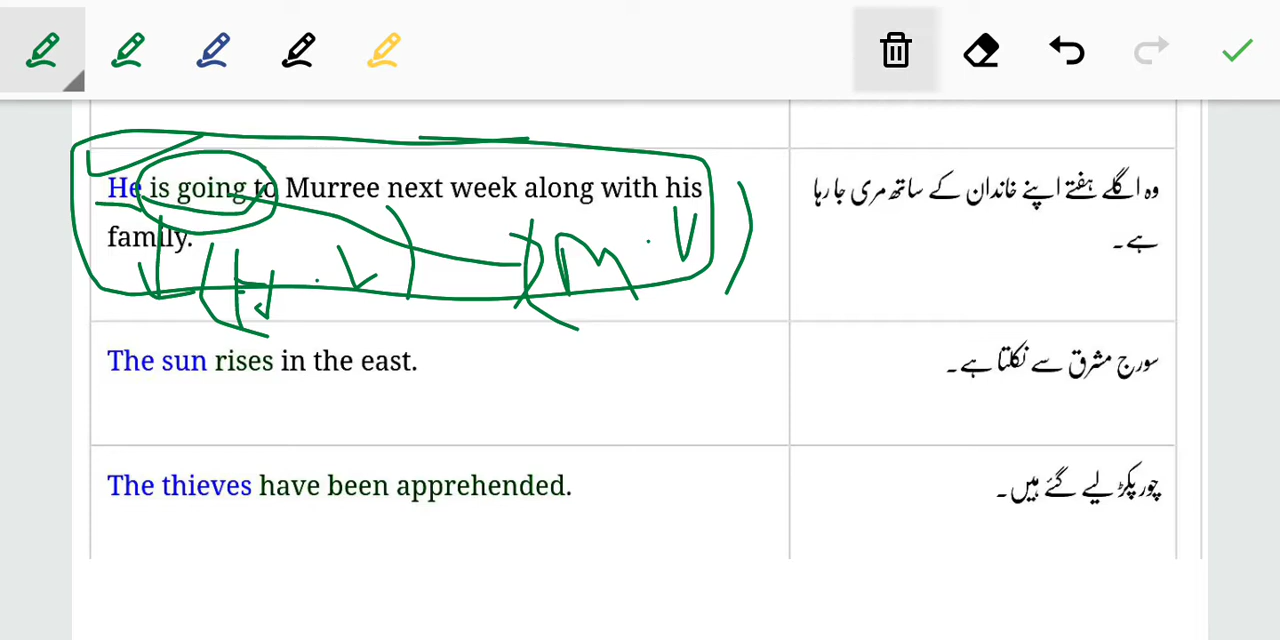 He is going to Murree next week along with his
family.
وہ اگلے ہفتے اپنے خاندان کے ساتھ مری جا رہا
ہے۔
(H.V) (M.V)
The sun rises in the east.
سورج مشرق سے نکلتا ہے۔
The thieves have been apprehended.
چور پکڑ لیے گئے ہیں۔